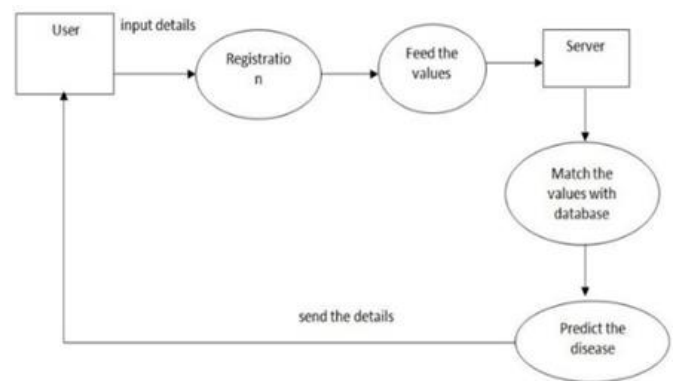 User
input details
Registratio
n
Feed the
values
Server
Match the
values with
database
send the details
Predict the
disease